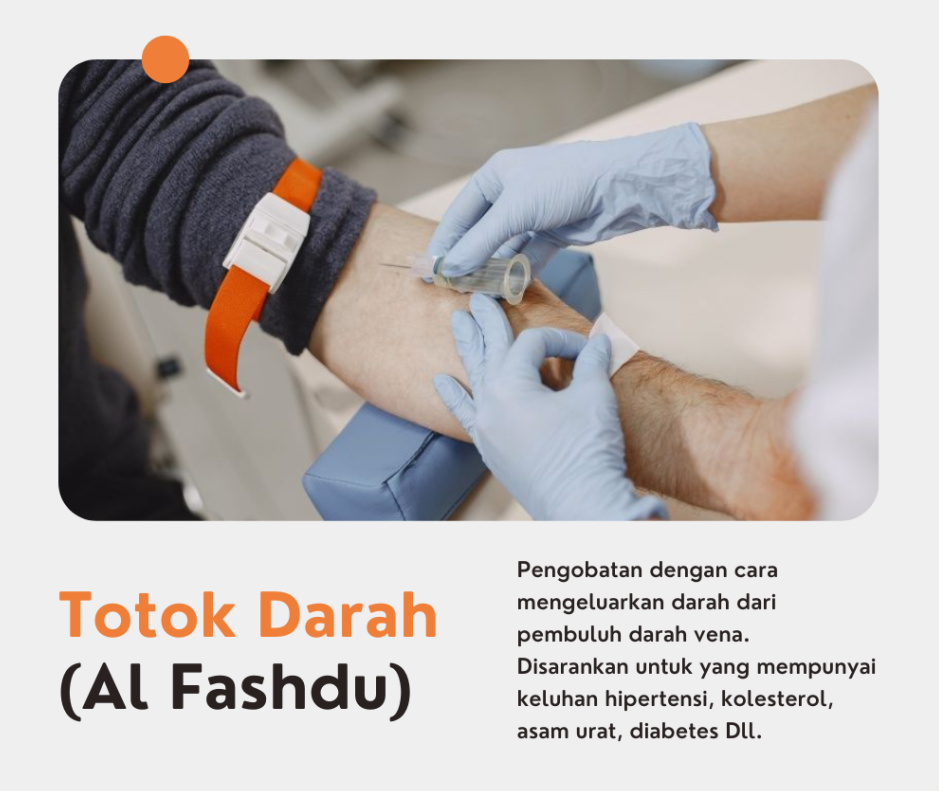 Totok Darah
(Al Fashdu)
Pengobatan dengan cara
mengeluarkan darah dari
pembuluh darah vena.
Disarankan untuk yang mempunyai
keluhan hipertensi, kolesterol,
asam urat, diabetes Dll.